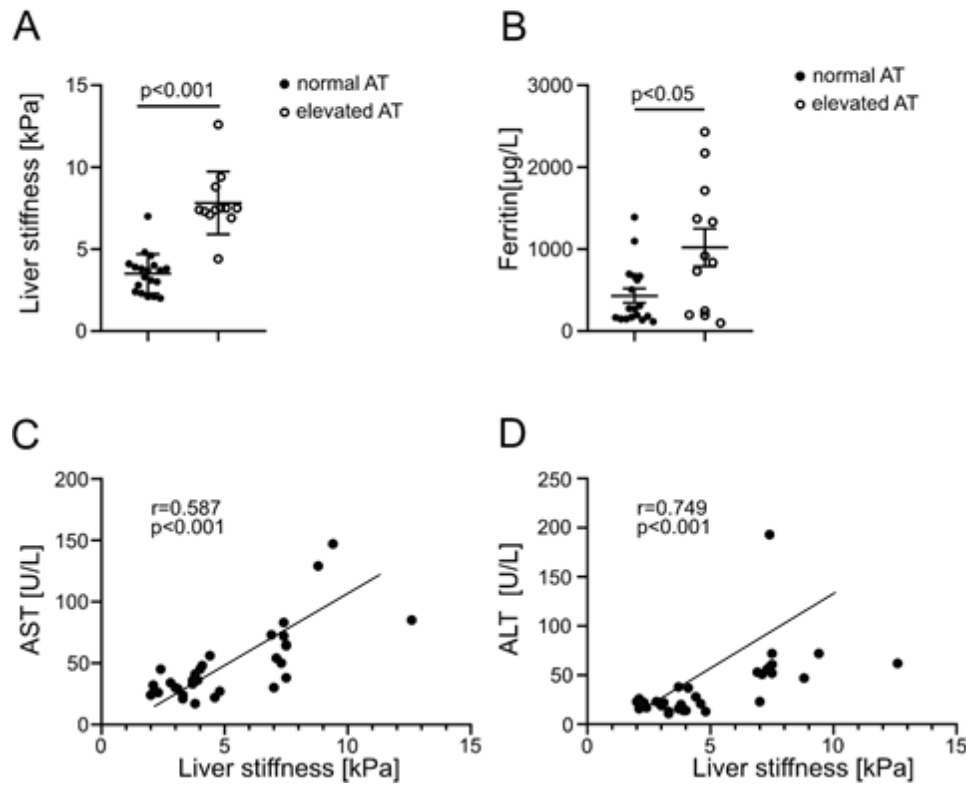 A
Liver stiffness [kPa]
15
10
5
0
p<0.001
normal AT
elevated AT
B
Ferritin[µg/L]
3000
2000
1000
0
p<0.05
normal AT
elevated AT
C
AST [U/L]
200
150
100
50
0
r=0.587
p<0.001
0 5 10 15
Liver stiffness [kPa]
D
ALT [U/L]
250
200
150
100
50
0
r=0.749
p<0.001
0 5 10 15
Liver stiffness [kPa]